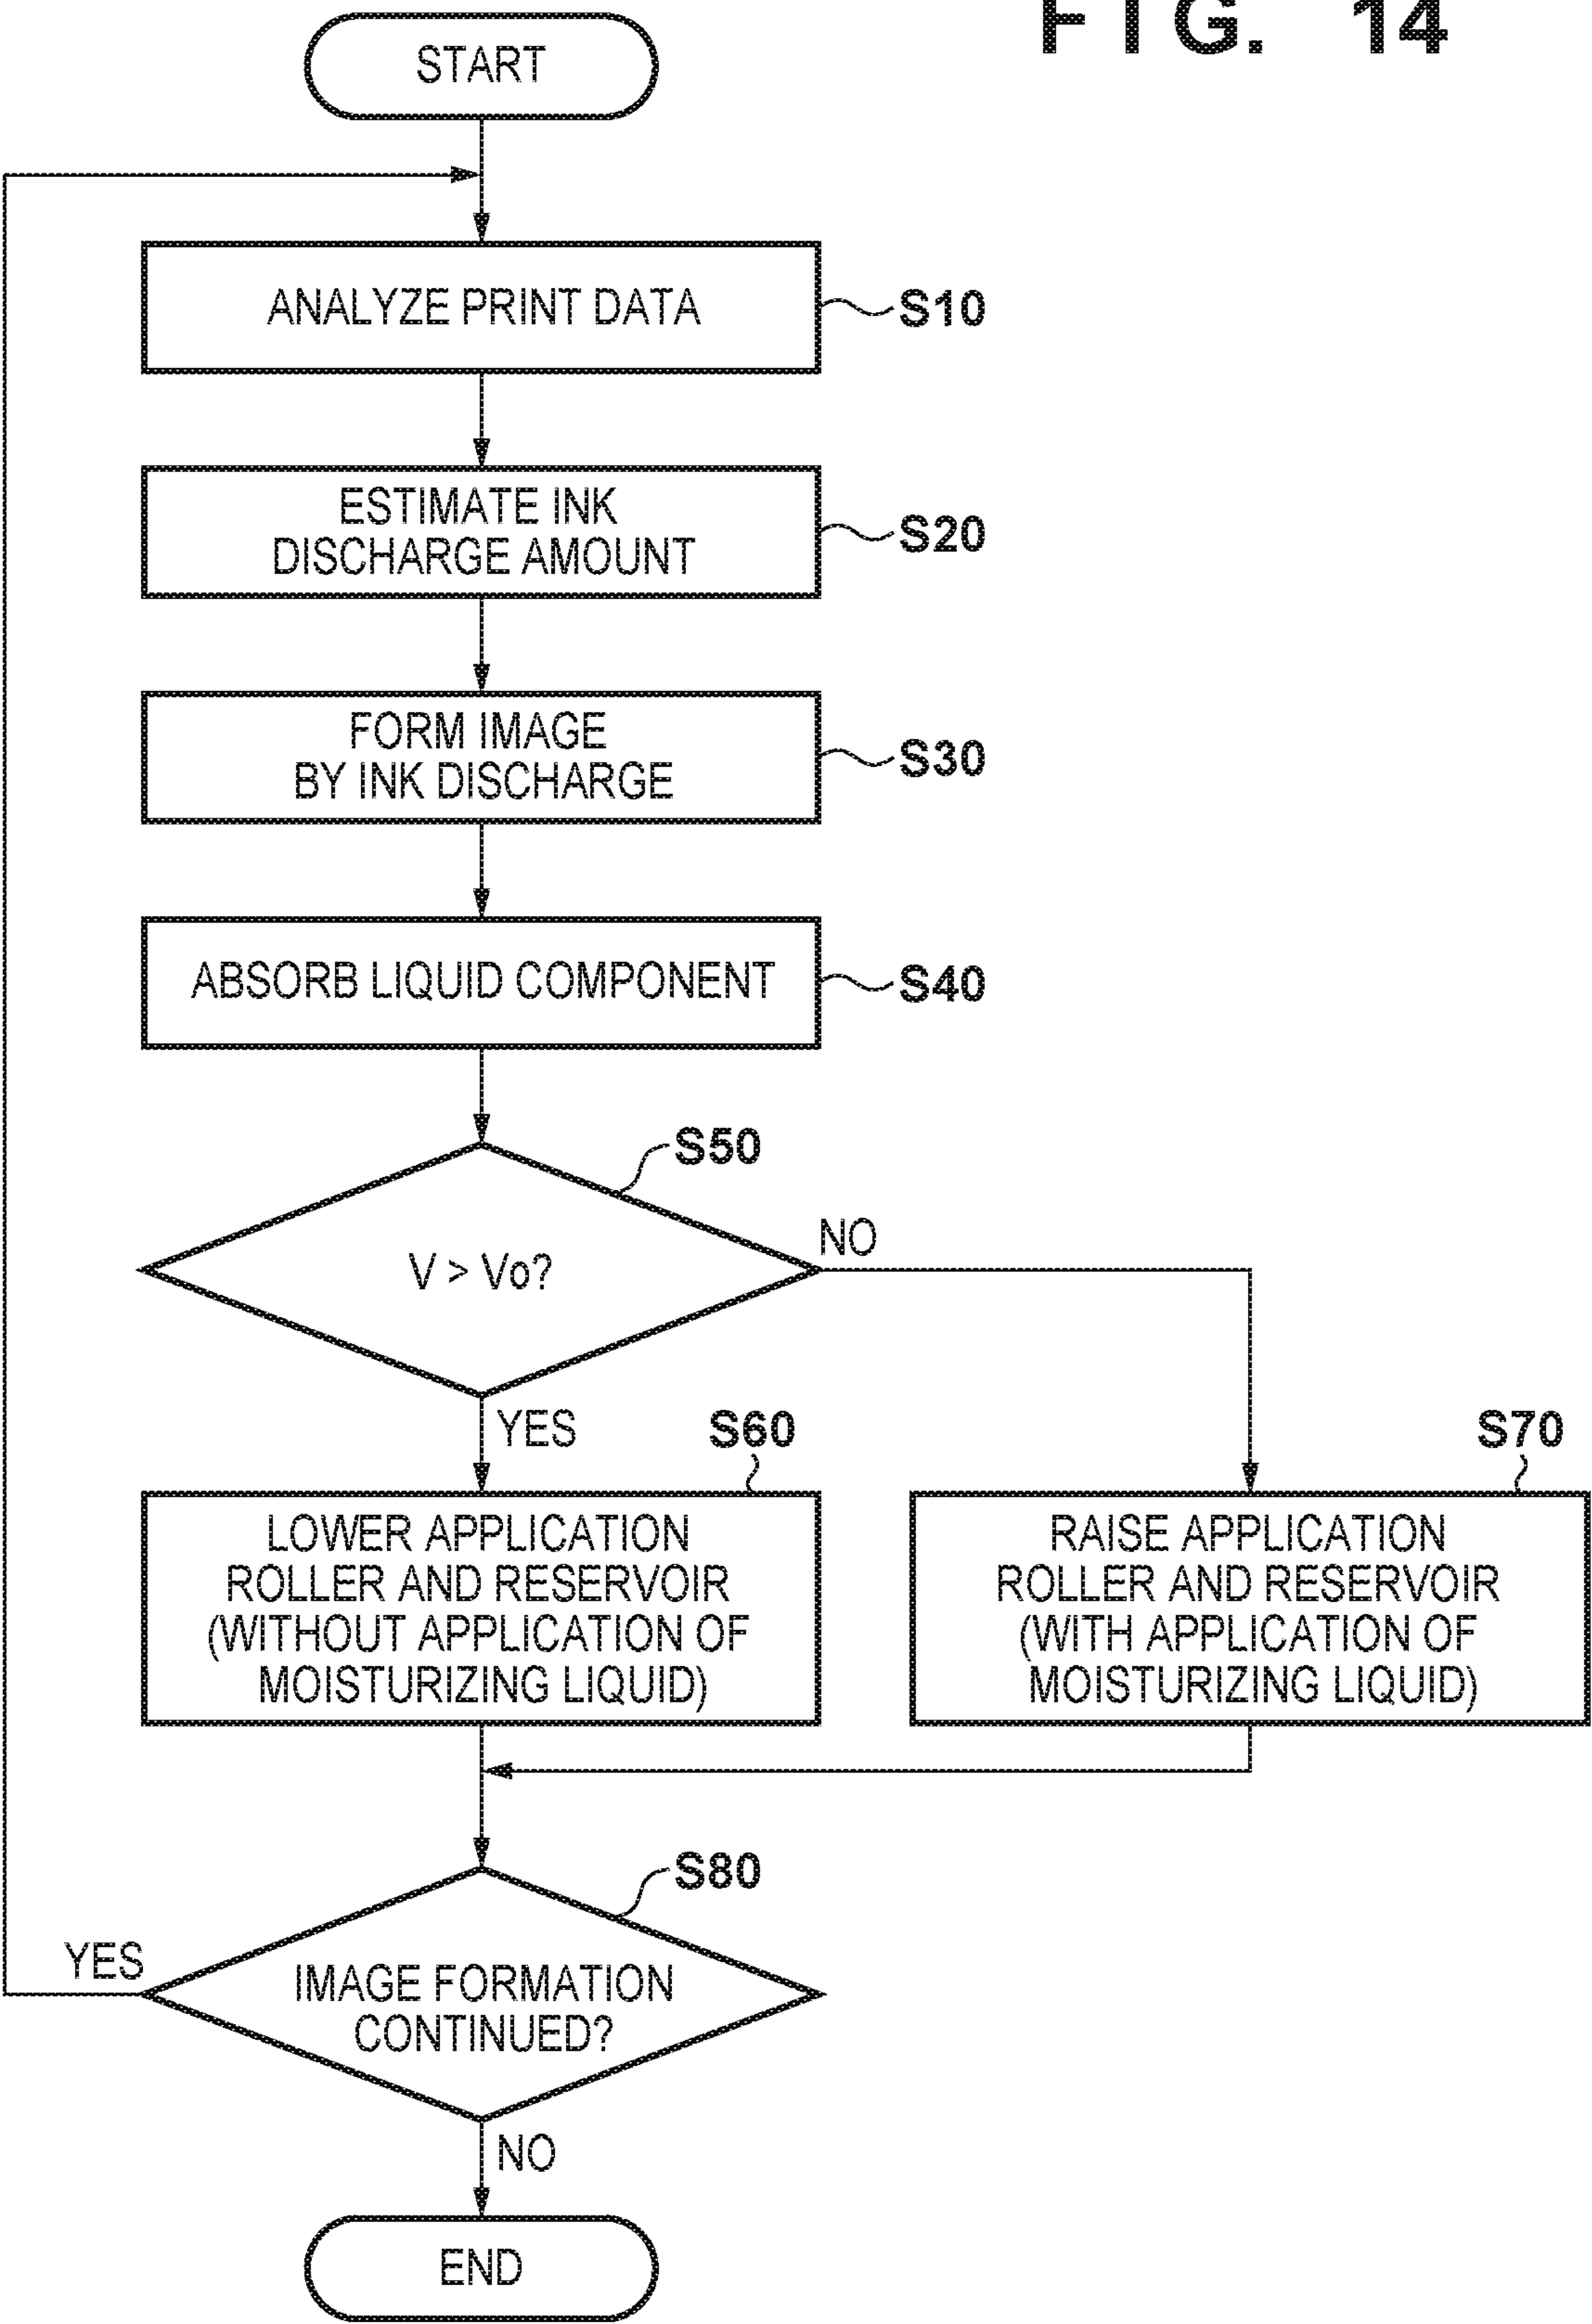 FIG. 14
START
ANALYZE PRINT DATA
S10
ESTIMATE INK
DISCHARGE AMOUNT
S20
FORM IMAGE
BY INK DISCHARGE
S30
ABSORB LIQUID COMPONENT
S40
S50
V > Vo?
NO
YES
S60
LOWER APPLICATION
ROLLER AND RESERVOIR
(WITHOUT APPLICATION OF
MOISTURIZING LIQUID)
S70
RAISE APPLICATION
ROLLER AND RESERVOIR
(WITH APPLICATION OF
MOISTURIZING LIQUID)
S80
YES
IMAGE FORMATION
CONTINUED?
NO
END